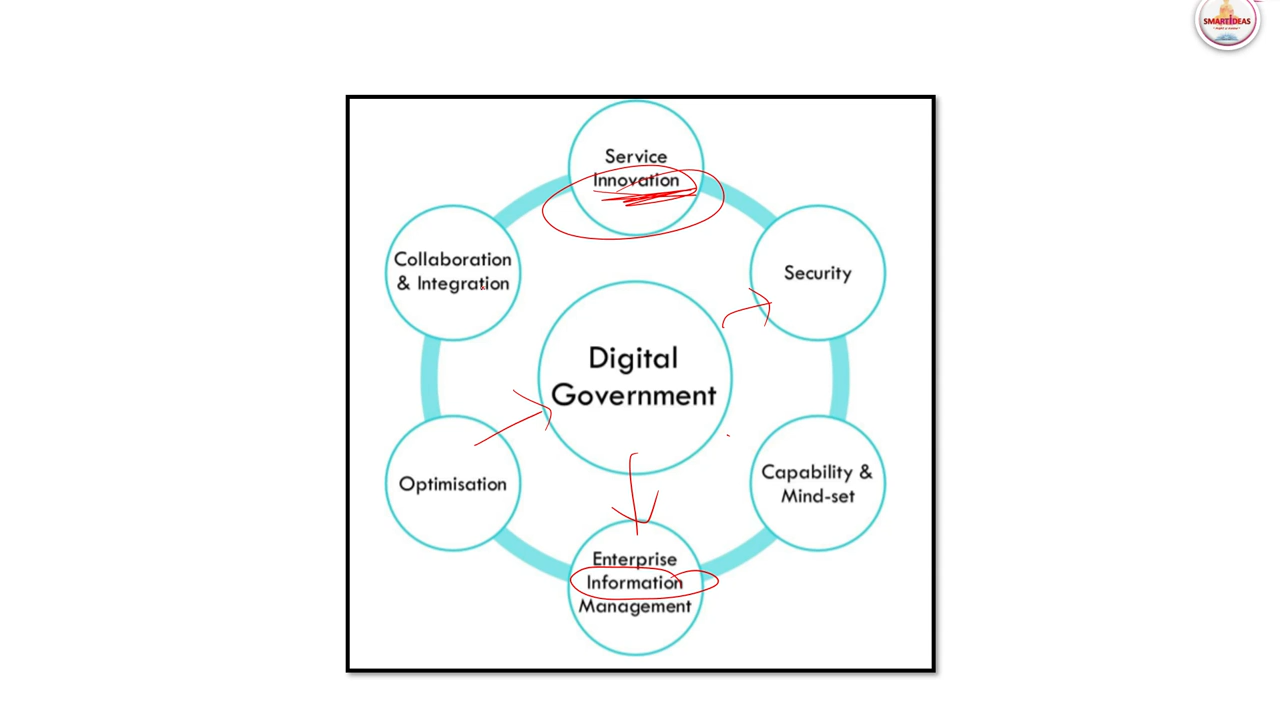 SMARTIDEAS
Service
Innovation
Collaboration
& Integration
Security
Digital
Government
Optimisation
Capability &
Mind-set
Enterprise
Information
Management